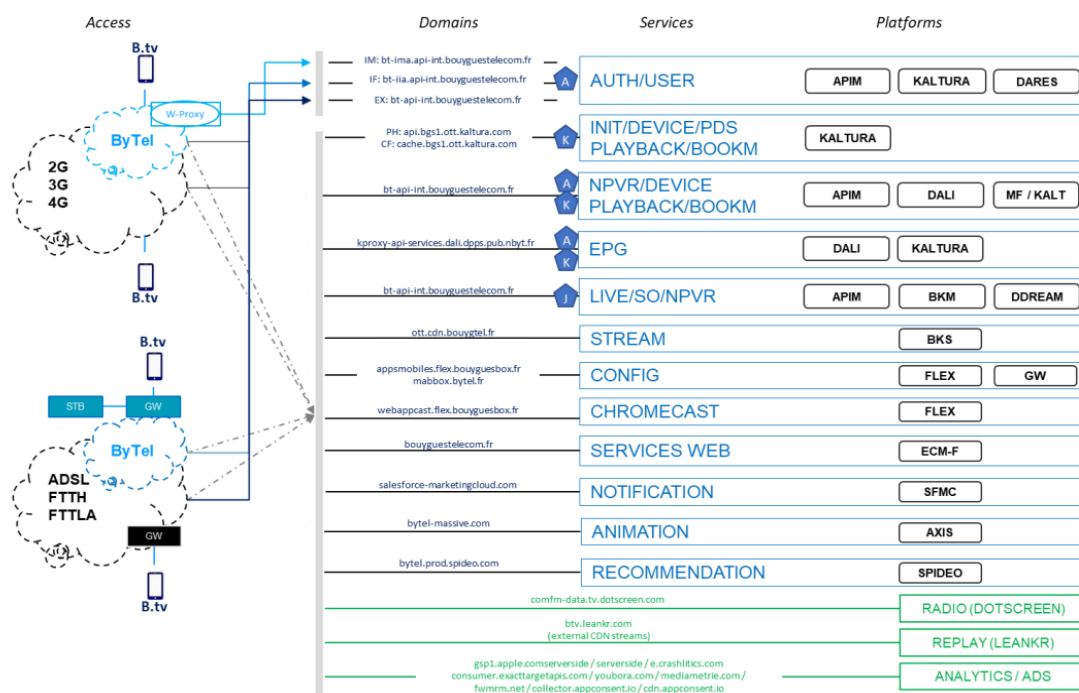 Access
Domains
Services
Platforms
B.tv
W-Proxy
ByTel
2G
3G
4G
B.tv
B.tv
STB
GW
ByTel
ADSL
FTTH
FTTLA
GW
B.tv
IM: bt-ima.api-int.bouyguestelecom.fr
IF: bt-iia.api-int.bouyguestelecom.fr
EX: bt-api-int.bouyguestelecom.fr
A
AUTH/USER
APIM
KALTURA
DARES
PH: api.bgs1.ott.kaltura.com
CF: cache.bgs1.ott.kaltura.com
K
INIT/DEVICE/PDS
PLAYBACK/BOOKM
KALTURA
bt-api-int.bouyguestelecom.fr
A
K
NPVR/DEVICE
PLAYBACK/BOOKM
APIM
DALI
MF / KALT
kproxy-api-services.dali.dpps.pub.nbyt.fr
A
K
EPG
DALI
KALTURA
bt-api-int.bouyguestelecom.fr
J
LIVE/SO/NPVR
APIM
BKM
DDREAM
ott.cdn.bouygtel.fr
STREAM
BKS
appsmobiles.flex.bouyguesbox.fr
mabbox.bytel.fr
CONFIG
FLEX
GW
webappcast.flex.bouyguesbox.fr
CHROMECAST
FLEX
bouyguestelecom.fr
SERVICES WEB
ECM-F
salesforce-marketingcloud.com
NOTIFICATION
SFMC
bytel-massive.com
ANIMATION
AXIS
bytel.prod.spideo.com
RECOMMENDATION
SPIDEO
comfm-data.tv.dotscreen.com
RADIO (DOTSCREEN)
btv.leankr.com
(external CDN streams)
REPLAY (LEANKR)
gsp1.apple.comserverside / serverside / e.crashlitics.com
consumer.exacttargetapis.com / youbora.com / mediametrie.com /
fwmrm.net / collector.appconsent.io / cdn.appconsent.io
ANALYTICS / ADS